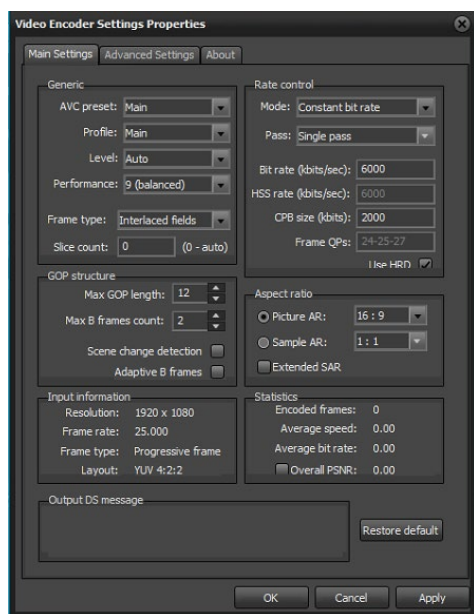 Video Encoder Settings Properties
Main Settings Advanced Settings About
Generic
AVC preset: Main
Profile: Main
Level: Auto
Performance: 9 (balanced)
Frame type: Interlaced fields
Slice count: 0 (0 - auto)
Rate control
Mode: Constant bit rate
Pass: Single pass
Bit rate (kbits/sec): 6000
HSS rate (kbits/sec): 6000
CPB size (kbits): 2000
Frame QPs: 24-25-27
Use HRD
GOP structure
Max GOP length: 12
Max B frames count: 2
Scene change detection
Adaptive B frames
Aspect ratio
Picture AR: 16 : 9
Sample AR: 1 : 1
Extended SAR
Input information
Resolution: 1920 x 1080
Frame rate: 25.000
Frame type: Progressive frame
Layout: YUV 4:2:2
Statistics
Encoded frames: 0
Average speed: 0.00
Average bit rate: 0.00
Overall PSNR: 0.00
Output DS message
Restore default
OK Cancel Apply